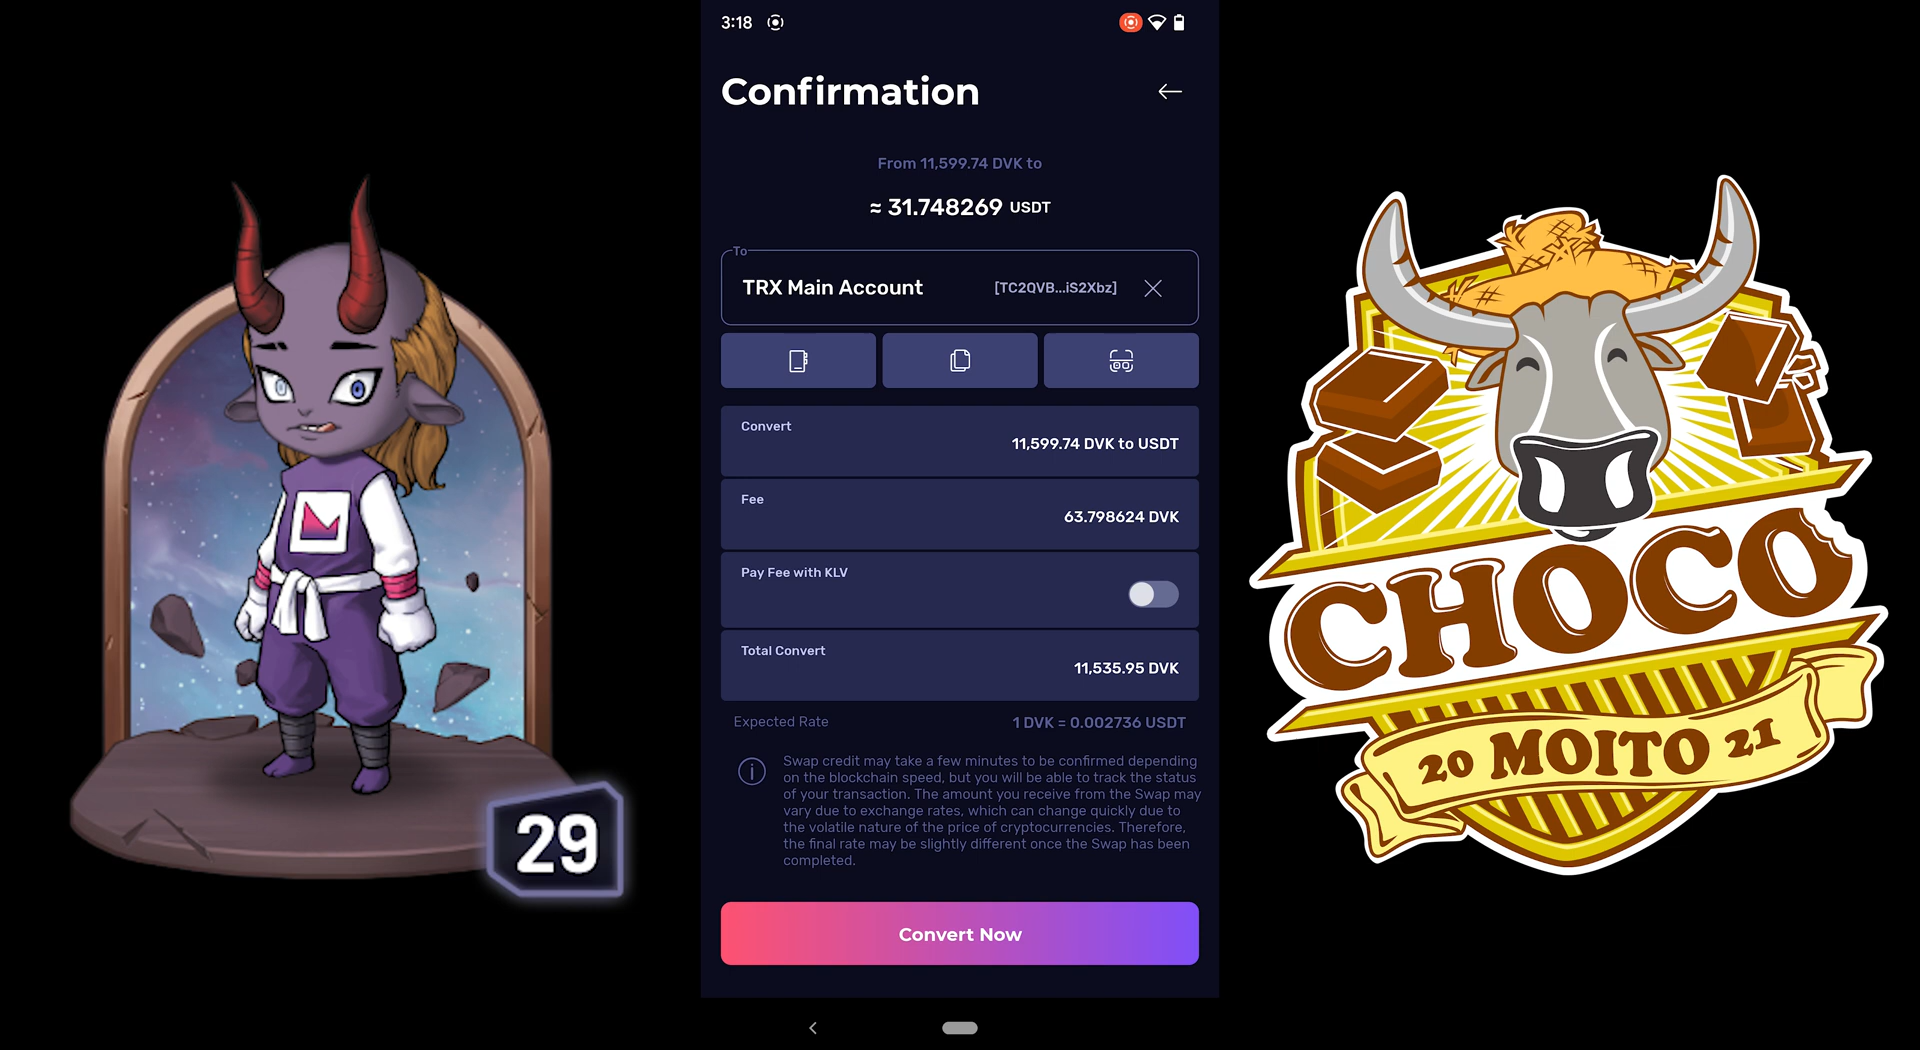 29
3:18
Confirmation
From 11,599.74 DVK to
≈ 31.748269 USDT
To
TRX Main Account [TC2QVB...iS2Xbz]
Convert
11,599.74 DVK to USDT
Fee
63.798624 DVK
Pay Fee with KLV
Total Convert
11,535.95 DVK
Expected Rate 1 DVK = 0.002736 USDT
Swap credit may take a few minutes to be confirmed depending
on the blockchain speed, but you will be able to track the status
of your transaction. The amount you receive from the Swap may
vary due to exchange rates, which can change quickly due to
the volatile nature of the price of cryptocurrencies. Therefore,
the final rate may be slightly different once the Swap has been
completed.
Convert Now
CHOCO
20 MOITO 21